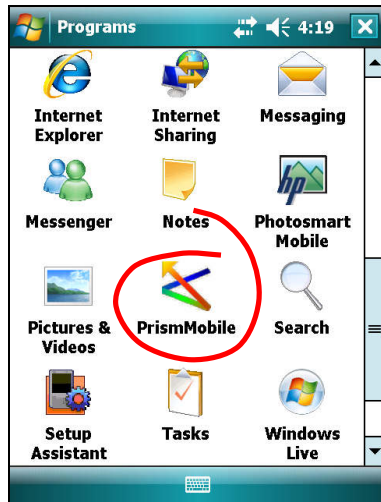 Programs 4:19
Internet Explorer
Internet Sharing
Messaging
Messenger
Notes
hp
Photosmart Mobile
Pictures & Videos
PrismMobile
Search
Setup Assistant
Tasks
Windows Live